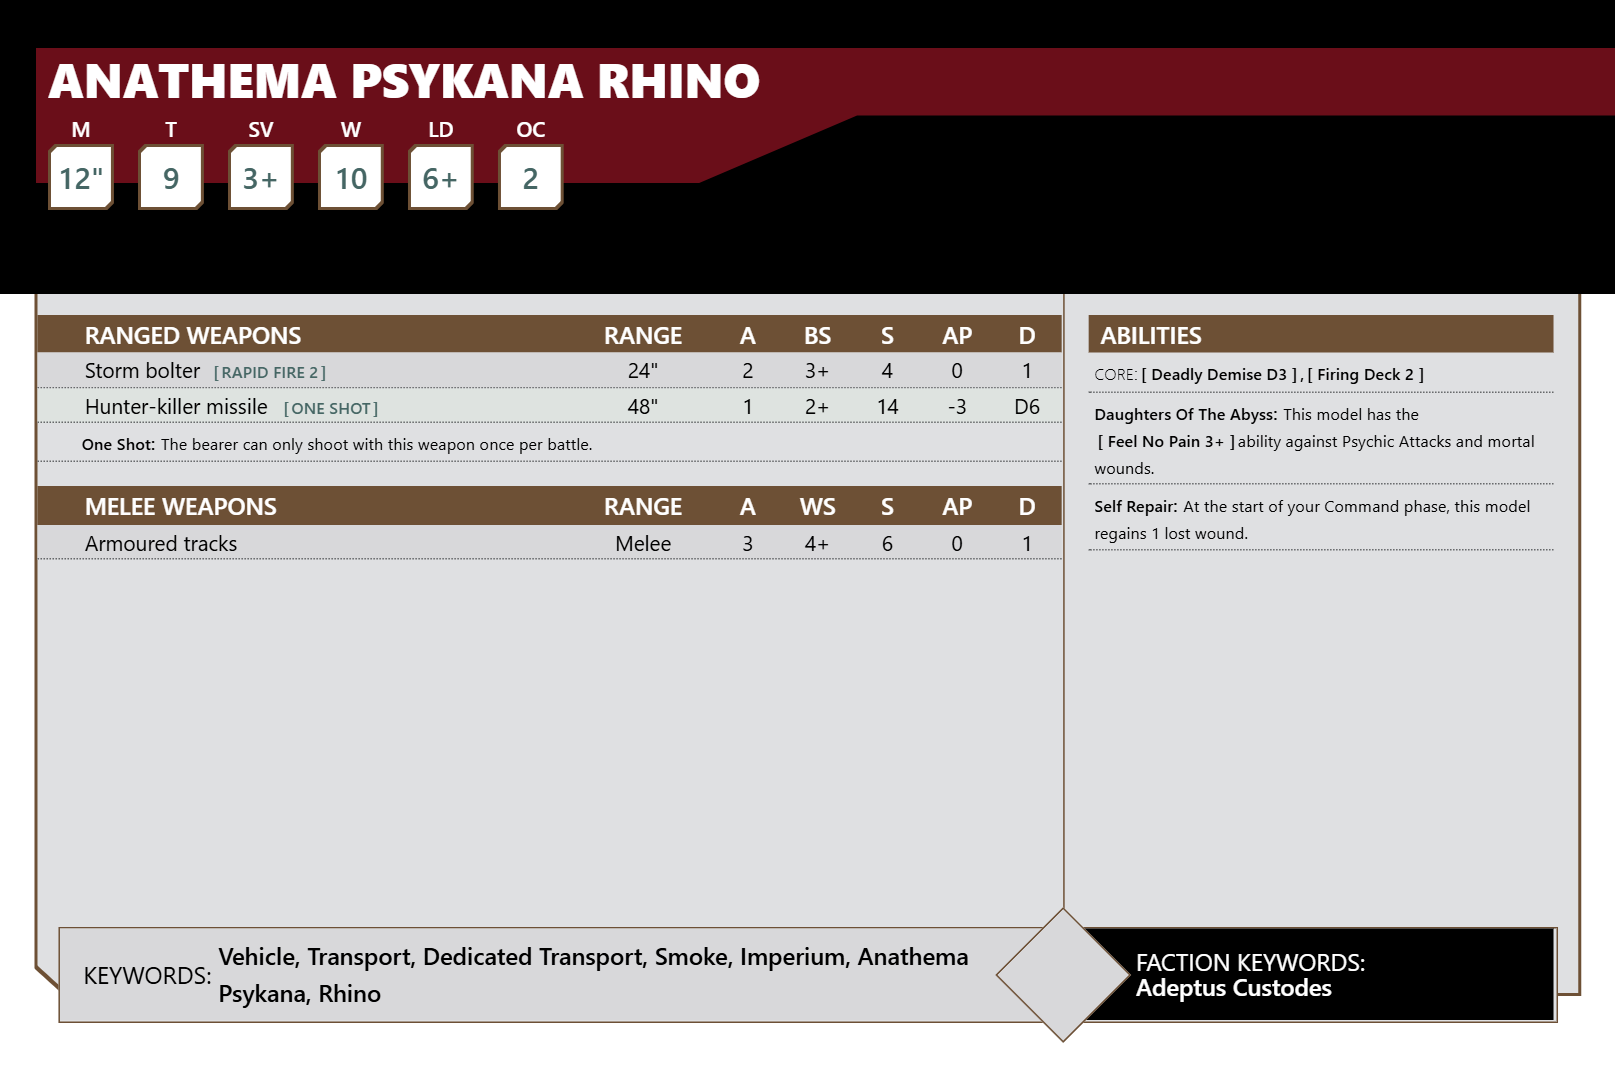 ANATHEMA PSYKANA RHINO
M T SV W LD OC
12" 9 3+ 10 6+ 2
RANGED WEAPONS RANGE A BS S AP D
Storm bolter [RAPID FIRE 2] 24" 2 3+ 4 0 1
Hunter-killer missile [ONE SHOT] 48" 1 2+ 14 -3 D6
One Shot: The bearer can only shoot with this weapon once per battle.
MELEE WEAPONS RANGE A WS S AP D
Armoured tracks Melee 3 4+ 6 0 1
ABILITIES
CORE: [ Deadly Demise D3 ] , [ Firing Deck 2 ]
Daughters Of The Abyss: This model has the
[ Feel No Pain 3+ ] ability against Psychic Attacks and mortal
wounds.
Self Repair: At the start of your Command phase, this model
regains 1 lost wound.
KEYWORDS: Vehicle, Transport, Dedicated Transport, Smoke, Imperium, Anathema
Psykana, Rhino
FACTION KEYWORDS:
Adeptus Custodes